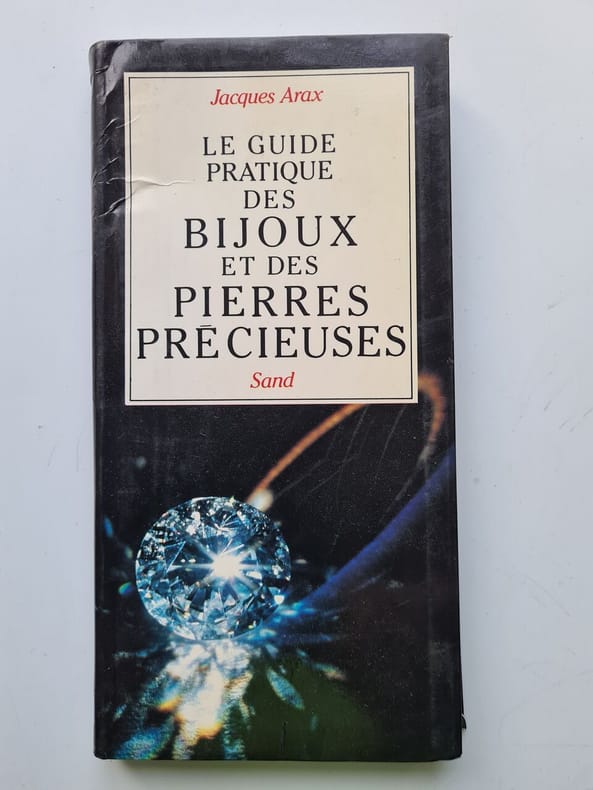 Jacques Arax
LE GUIDE
PRATIQUE
DES
BIJOUX
ET DES
PIERRES
PRÉCIEUSES
Sand